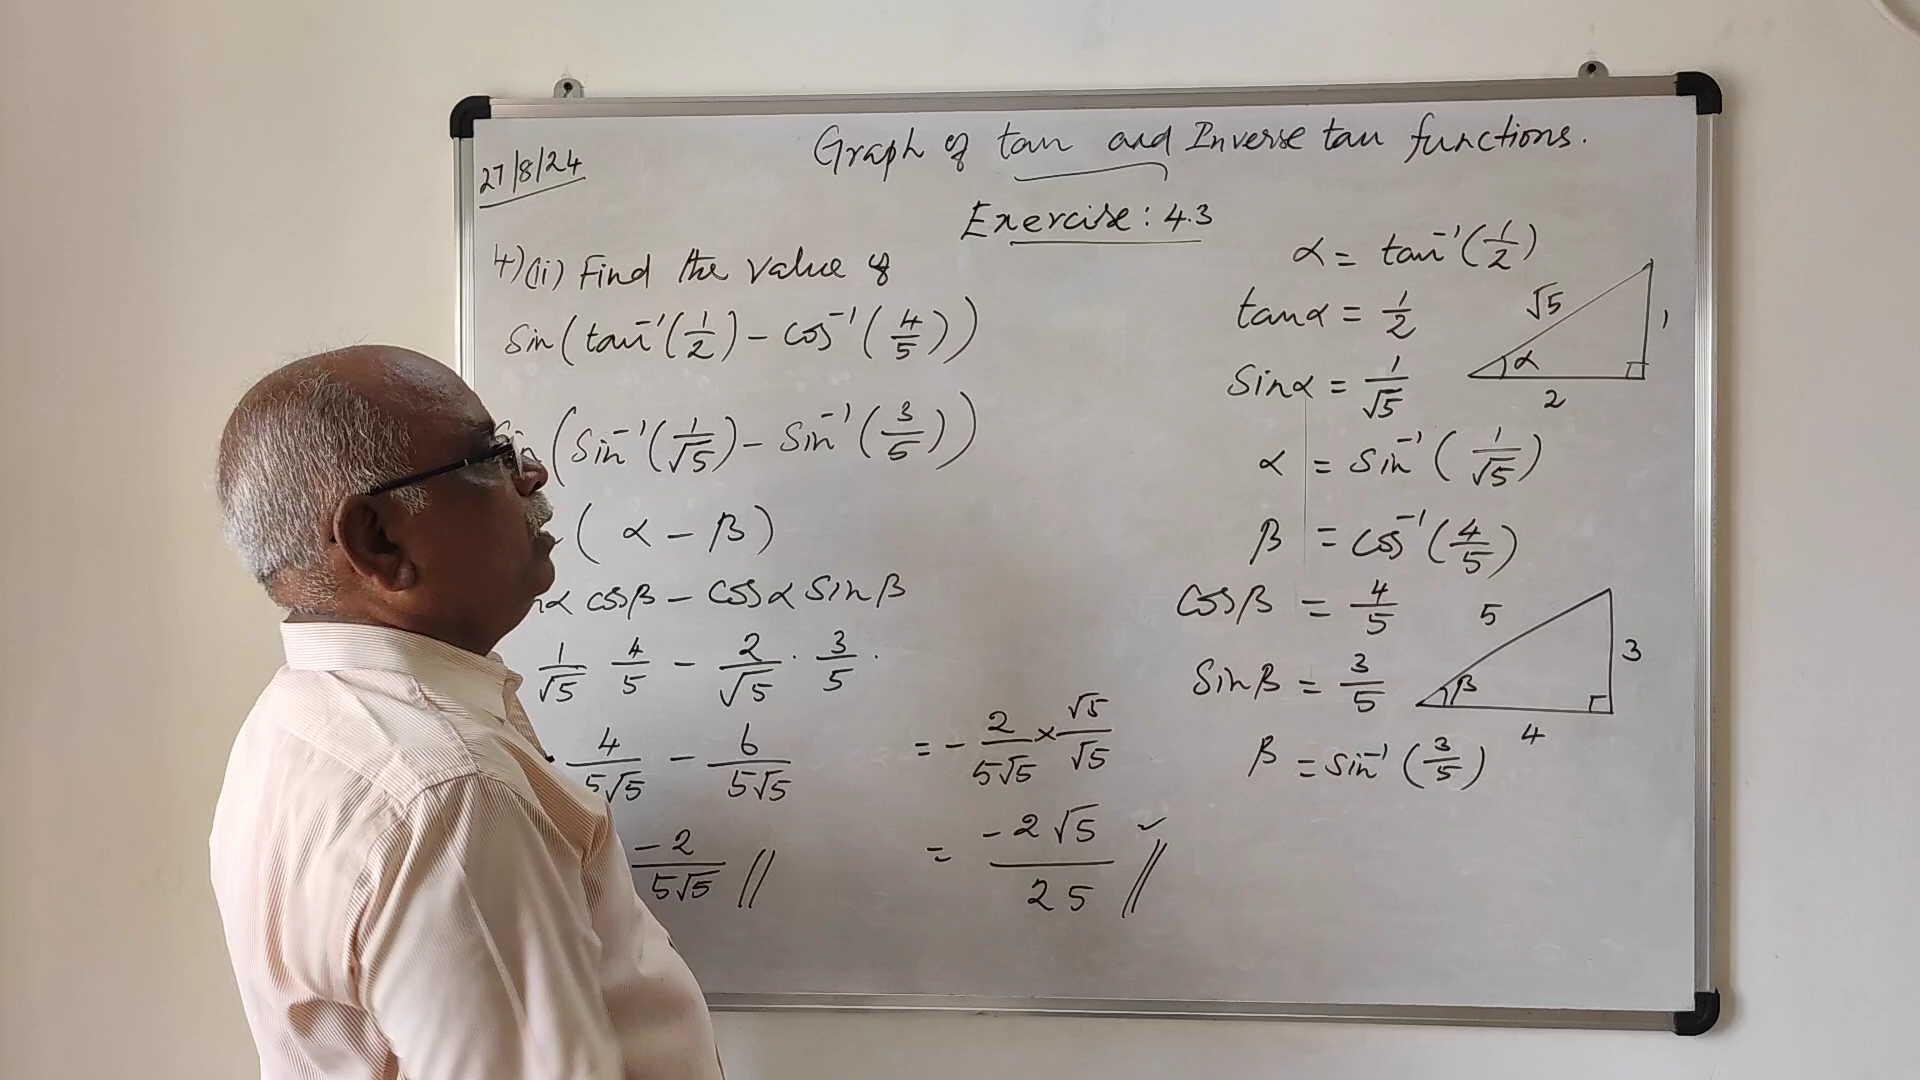 27/8/24
Graph of tan and Inverse tan functions.
Exercise: 4.3
4)(ii) Find the value of
Sin(tan⁻¹(1/2) - cos⁻¹(4/5))
(Sin⁻¹(1/√5) - Sin⁻¹(3/5))
(α - β)
α cosβ - cosα Sinβ
1/√5 4/5 - 2/√5 . 3/5 .
4/5√5 - 6/5√5
-2/5√5 //
= - 2/5√5 × √5/√5
= -2√5/25 // ✓
α = tan⁻¹(1/2)
tanα = 1/2
Sinα = 1/√5
α = Sin⁻¹(1/√5)
√5
1
α
2
β = cos⁻¹(4/5)
cosβ = 4/5
Sinβ = 3/5
β = Sin⁻¹(3/5)
5
3
β
4